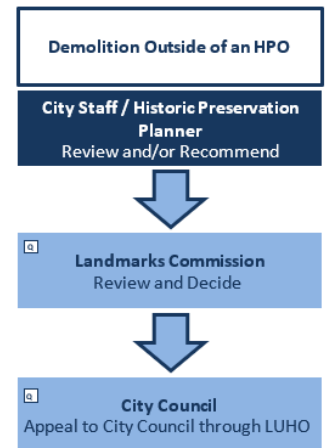 Demolition Outside of an HPO
City Staff / Historic Preservation
Planner
Review and/or Recommend
Q
Landmarks Commission
Review and Decide
Q
City Council
Appeal to City Council through LUHO